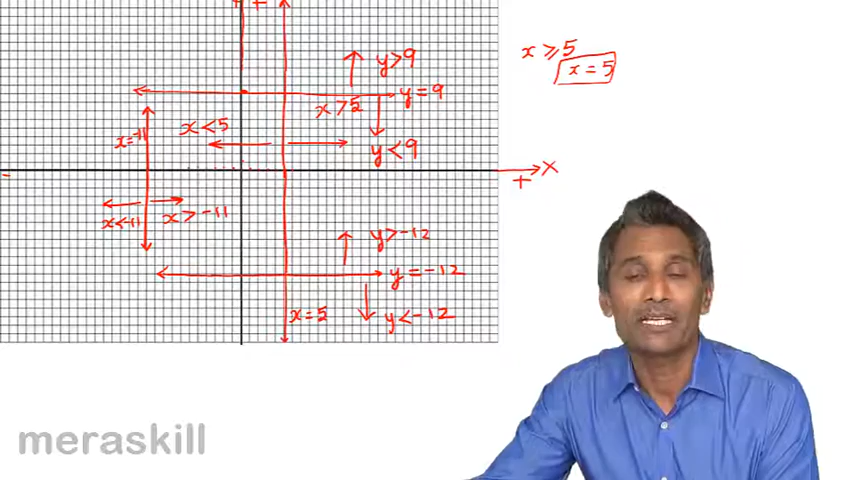 + +
y>9
x ≥ 5
x = 5
y = 9
x > 5
x < 5
x=-11
y < 9
-
X
+
x<-11
x > -11
y>-12
y = -12
x = 5
y < -12
meraskill